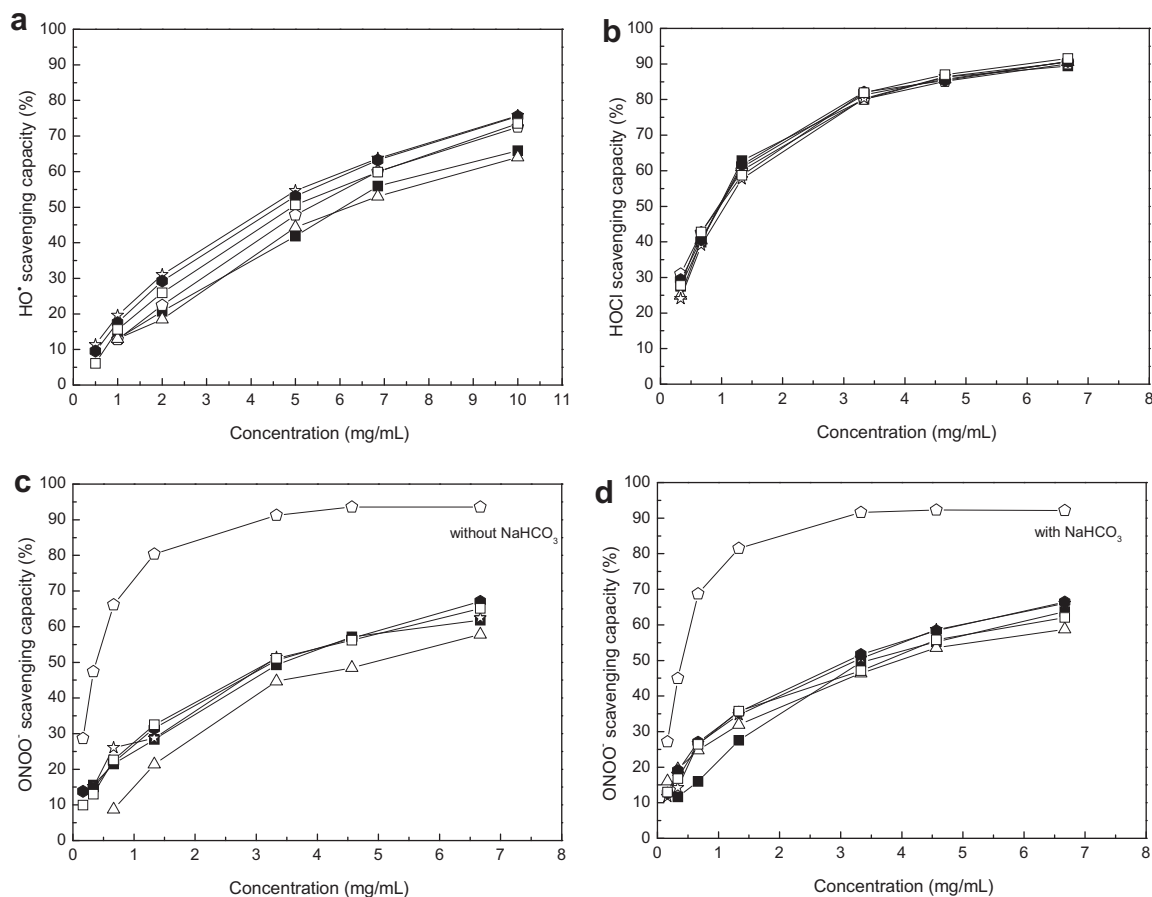 a
HO• scavenging capacity (%)
100
90
80
70
60
50
40
30
20
10
0
0 1 2 3 4 5 6 7 8 9 10 11
Concentration (mg/mL)
b
HOCl scavenging capacity (%)
100
90
80
70
60
50
40
30
20
10
0
0 1 2 3 4 5 6 7 8
Concentration (mg/mL)
c
ONOO⁻ scavenging capacity (%)
100
90
80
70
60
50
40
30
20
10
0
without NaHCO₃
0 1 2 3 4 5 6 7 8
Concentration (mg/mL)
d
ONOO⁻ scavenging capacity (%)
100
90
80
70
60
50
40
30
20
10
0
with NaHCO₃
0 1 2 3 4 5 6 7 8
Concentration (mg/mL)